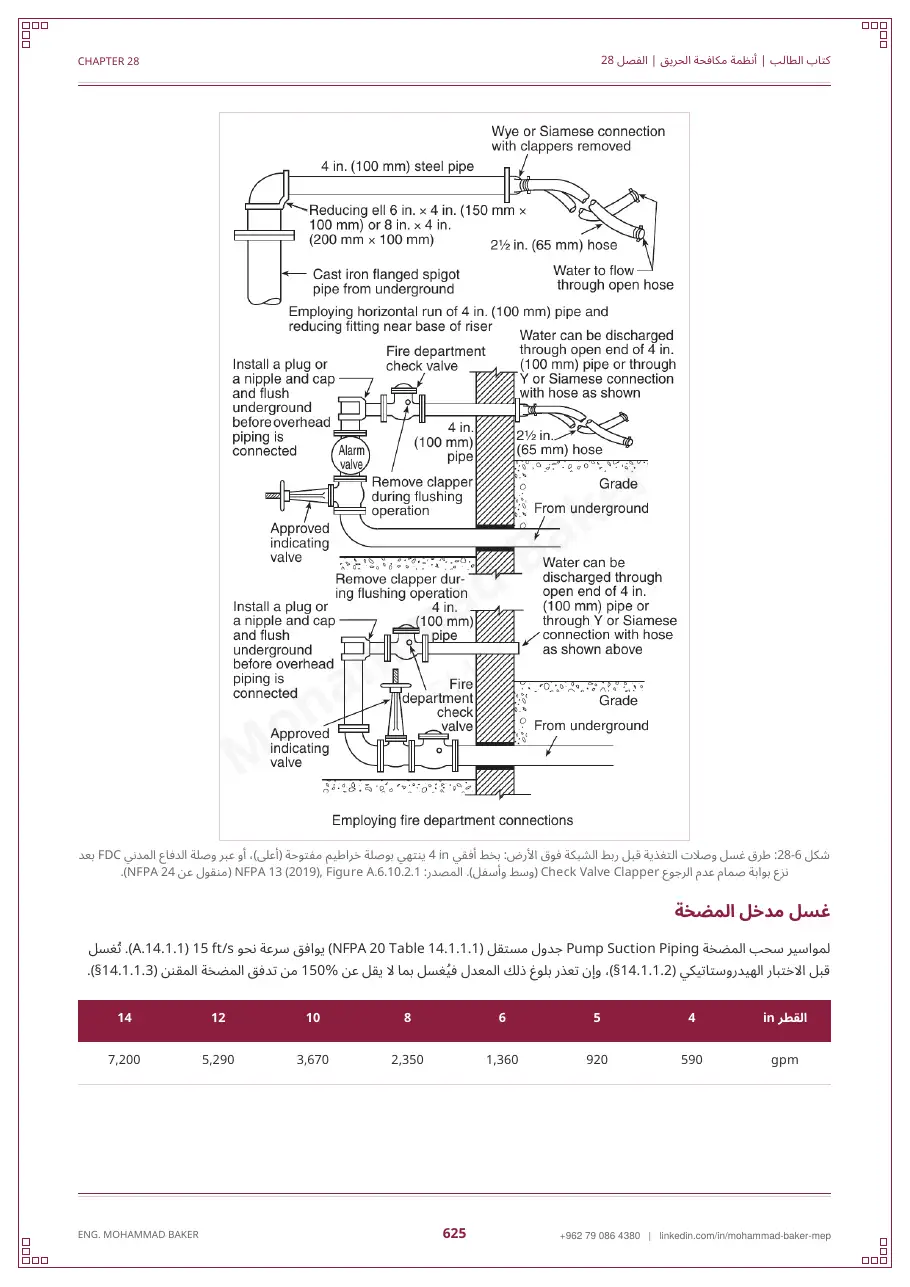 CHAPTER 28
كتاب الطالب | أنظمة مكافحة الحريق | الفصل 28
Wye or Siamese connection
with clappers removed
4 in. (100 mm) steel pipe
Reducing ell 6 in. × 4 in. (150 mm ×
100 mm) or 8 in. × 4 in.
(200 mm × 100 mm)
2½ in. (65 mm) hose
Cast iron flanged spigot
pipe from underground
Water to flow
through open hose
Employing horizontal run of 4 in. (100 mm) pipe and
reducing fitting near base of riser
Water can be discharged
through open end of 4 in.
(100 mm) pipe or through
Y or Siamese connection
with hose as shown
Fire department
check valve
Install a plug or
a nipple and cap
and flush
underground
before overhead
piping is
connected
4 in.
(100 mm)
pipe
2½ in.
(65 mm) hose
Alarm
valve
Remove clapper
during flushing
operation
Grade
From underground
Approved
indicating
valve
Water can be
discharged through
open end of 4 in.
(100 mm) pipe or
through Y or Siamese
connection with hose
as shown above
Remove clapper dur-
ing flushing operation
4 in.
(100 mm)
pipe
Install a plug or
a nipple and cap
and flush
underground
before overhead
piping is
connected
Fire
department
check
valve
Grade
From underground
Approved
indicating
valve
Employing fire department connections
شكل 6-28: طرق غسل وصلات التغذية قبل ربط الشبكة فوق الأرض: بخط أفقي 4 in ينتهي بوصلة خراطيم مفتوحة (أعلى)، أو عبر وصلة الدفاع المدني FDC بعد
نزع بوابة صمام عدم الرجوع Check Valve Clapper (وسط وأسفل). المصدر: NFPA 13 (2019), Figure A.6.10.2.1 (منقول عن NFPA 24).
غسل مدخل المضخة
لمواسير سحب المضخة Pump Suction Piping جدول مستقل (NFPA 20 Table 14.1.1.1) يوافق سرعة نحو 15 ft/s (A.14.1.1). تُغسل
قبل الاختبار الهيدروستاتيكي (§14.1.1.2)، وإن تعذر بلوغ ذلك المعدل فيُغسل بما لا يقل عن 150% من تدفق المضخة المقنن (§14.1.1.3).
القطر in 4 5 6 8 10 12 14
gpm 590 920 1,360 2,350 3,670 5,290 7,200
ENG. MOHAMMAD BAKER
625
+962 79 086 4380 | linkedin.com/in/mohammad-baker-mep
Mohammad Baker